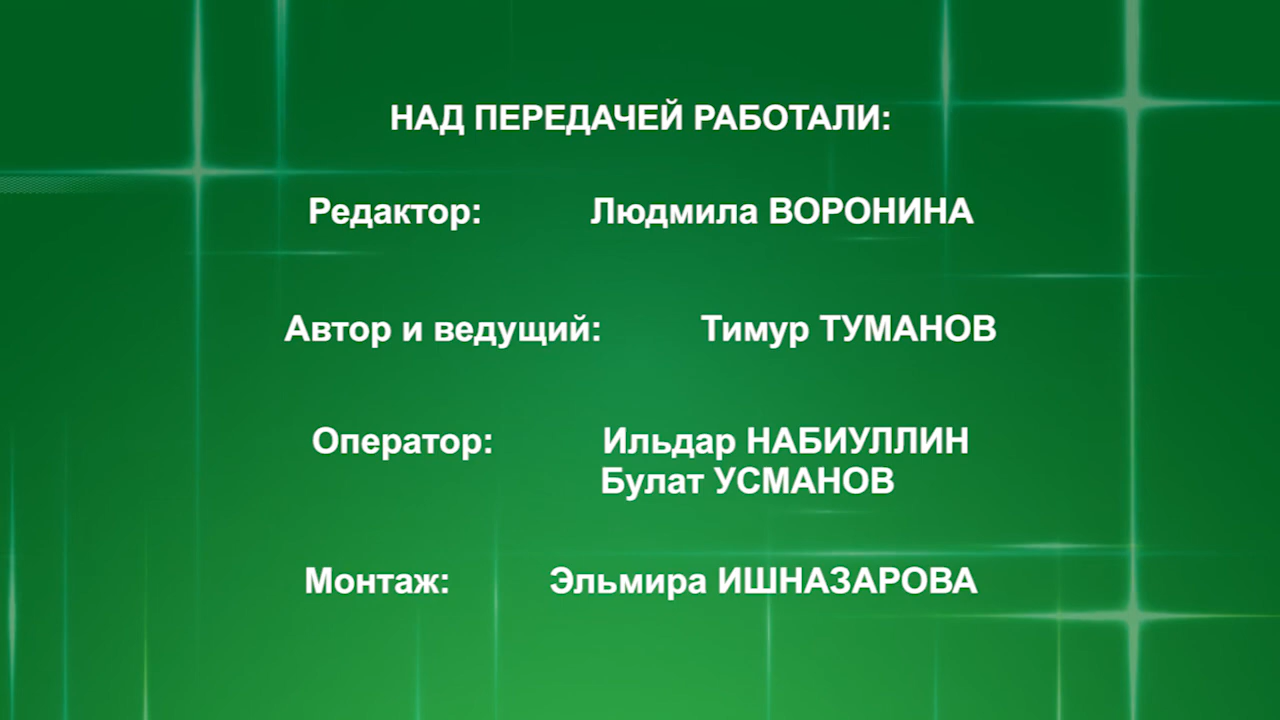 НАД ПЕРЕДАЧЕЙ РАБОТАЛИ:
Редактор: Людмила ВОРОНИНА
Автор и ведущий: Тимур ТУМАНОВ
Оператор: Ильдар НАБИУЛЛИН
Булат УСМАНОВ
Монтаж: Эльмира ИШНАЗАРОВА